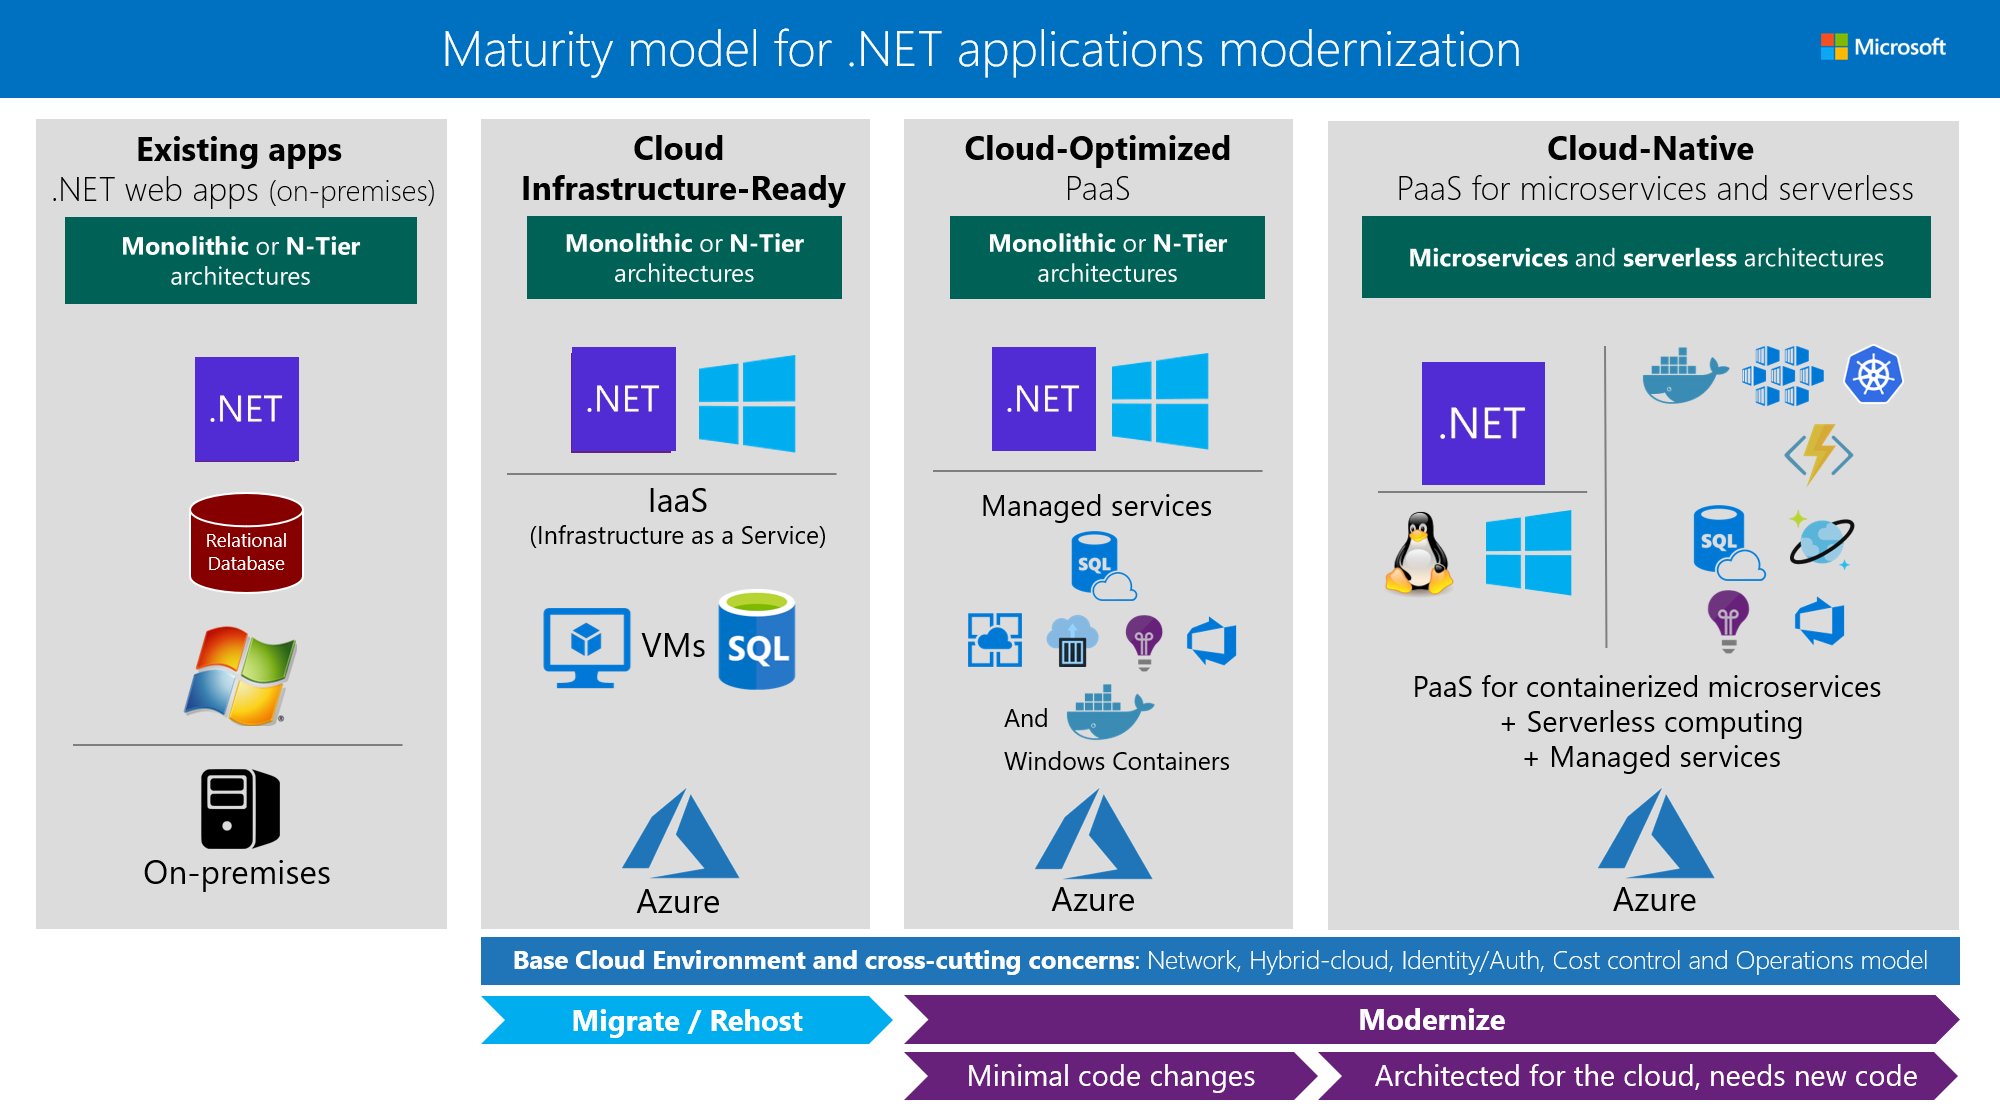 Maturity model for .NET applications modernization
Microsoft
Existing apps
.NET web apps (on-premises)
Monolithic or N-Tier
architectures
.NET
Relational
Database
On-premises
Cloud
Infrastructure-Ready
Monolithic or N-Tier
architectures
.NET
IaaS
(Infrastructure as a Service)
VMs
SQL
Azure
Cloud-Optimized
PaaS
Monolithic or N-Tier
architectures
.NET
Managed services
SQL
And
Windows Containers
Azure
Cloud-Native
PaaS for microservices and serverless
Microservices and serverless architectures
.NET
SQL
PaaS for containerized microservices
+ Serverless computing
+ Managed services
Azure
Base Cloud Environment and cross-cutting concerns: Network, Hybrid-cloud, Identity/Auth, Cost control and Operations model
Migrate / Rehost
Modernize
Minimal code changes
Architected for the cloud, needs new code